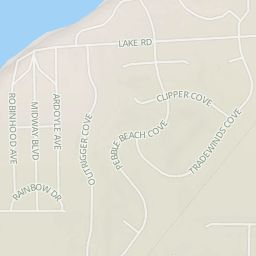 LAKE RD
CLIPPER COVE
ROBINHOOD AVE
MIDWAY BLVD
ARDOYLE AVE
OUTRIGGER COVE
PEBBLE BEACH COVE
TRADEWINDS COVE
RAINBOW DR